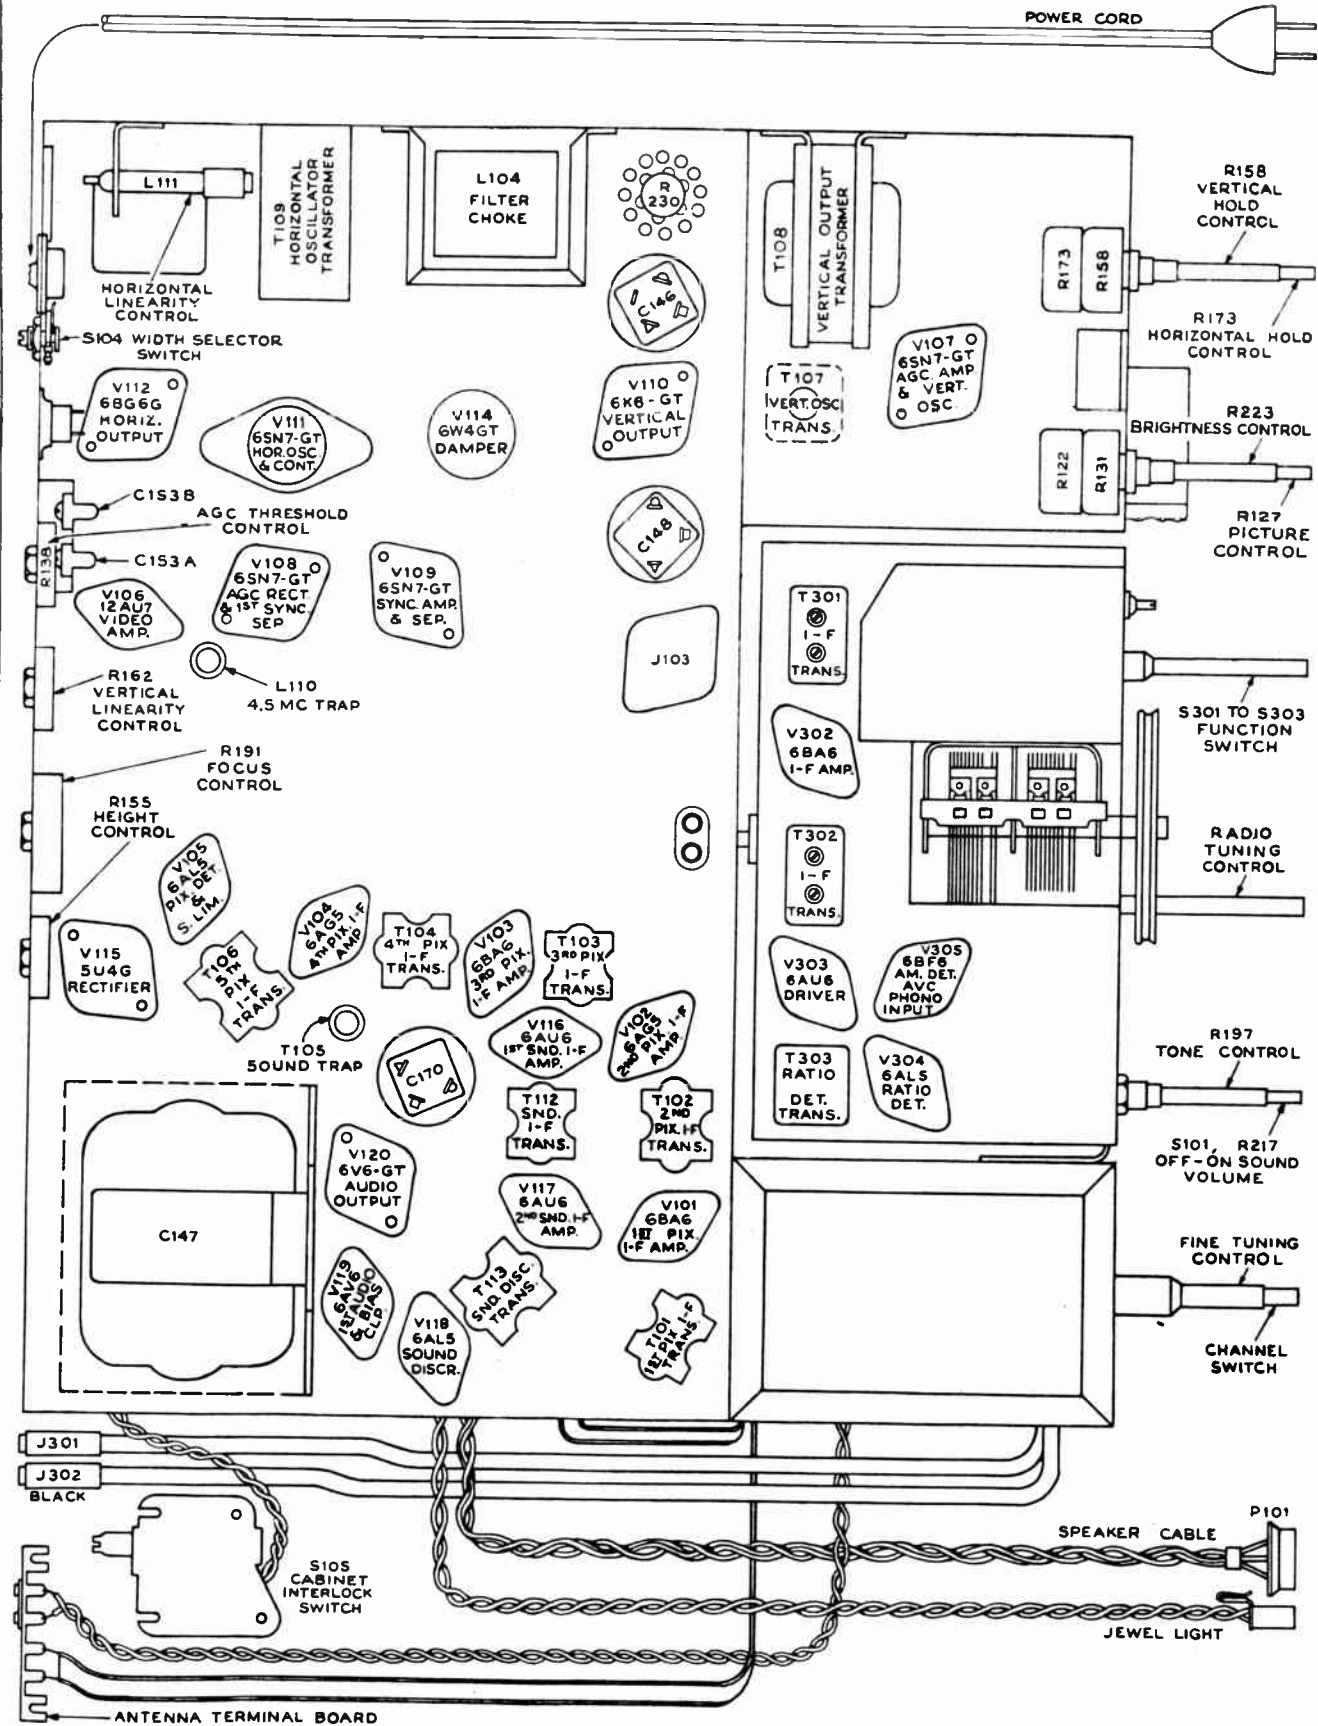 POWER CORD
L111
HORIZONTAL
LINEARITY
CONTROL
T109
HORIZONTAL
OSCILLATOR
TRANSFORMER
L104
FILTER
CHOKE
R
230
C146
T108
VERTICAL OUTPUT
TRANSFORMER
R173
R158
R158
VERTICAL
HOLD
CONTROL
R173
HORIZONTAL HOLD
CONTROL
S104 WIDTH SELECTOR
SWITCH
V112
6BG6G
HORIZ.
OUTPUT
V111
6SN7-GT
HOR.OSC.
& CONT.
V114
6W4GT
DAMPER
V110
6K6-GT
VERTICAL
OUTPUT
T107
VERT.OSC
TRANS.
V107
6SN7-GT
AGC. AMP
& VERT.
OSC.
R223
BRIGHTNESS CONTROL
R122
R131
R127
PICTURE
CONTROL
C153B
AGC THRESHOLD
CONTROL
R138
C153A
V106
12AU7
VIDEO
AMP.
V108
6SN7-GT
AGC RECT.
& 1ST SYNC.
SEP
V109
6SN7-GT
SYNC. AMP.
& SEP.
C148
L110
4.5 MC TRAP
J103
R162
VERTICAL
LINEARITY
CONTROL
R191
FOCUS
CONTROL
R155
HEIGHT
CONTROL
T301
I-F
TRANS.
V302
6BA6
I-F AMP.
T302
I-F
TRANS.
S301 TO S303
FUNCTION
SWITCH
RADIO
TUNING
CONTROL
V105
6AL5
PIX. DET.
&
S. LIM.
V115
5U4G
RECTIFIER
T106
5TH
PIX
I-F
TRANS.
V104
6AG5
4TH PIX. I-F
AMP
T104
4TH PIX
I-F
TRANS.
V103
6BA6
3RD PIX.
I-F AMP.
T103
3RD PIX
I-F
TRANS.
V303
6AU6
DRIVER
V305
6BF6
AM. DET.
AVC
PHONO
INPUT
T105
SOUND TRAP
C170
V116
6AU6
1ST SND. I-F
AMP.
V102
6AG5
2ND PIX. I-F
AMP.
T303
RATIO
DET.
TRANS.
V304
6AL5
RATIO
DET.
R197
TONE CONTROL
S101, R217
OFF-ON SOUND
VOLUME
T112
SND.
I-F
TRANS.
T102
2ND
PIX. I-F
TRANS.
V120
6V6-GT
AUDIO
OUTPUT
V117
6AU6
2ND SND. I-F
AMP.
V101
6BA6
1ST PIX.
I-F AMP.
C147
V119
6AV6
1ST AUDIO
& BIAS
CLP.
V118
6AL5
SOUND
DISCR.
T113
SND. DISC.
TRANS.
T101
1ST PIX I-F
TRANS.
FINE TUNING
CONTROL
CHANNEL
SWITCH
J301
J302
BLACK
S105
CABINET
INTERLOCK
SWITCH
SPEAKER CABLE
P101
JEWEL LIGHT
ANTENNA TERMINAL BOARD